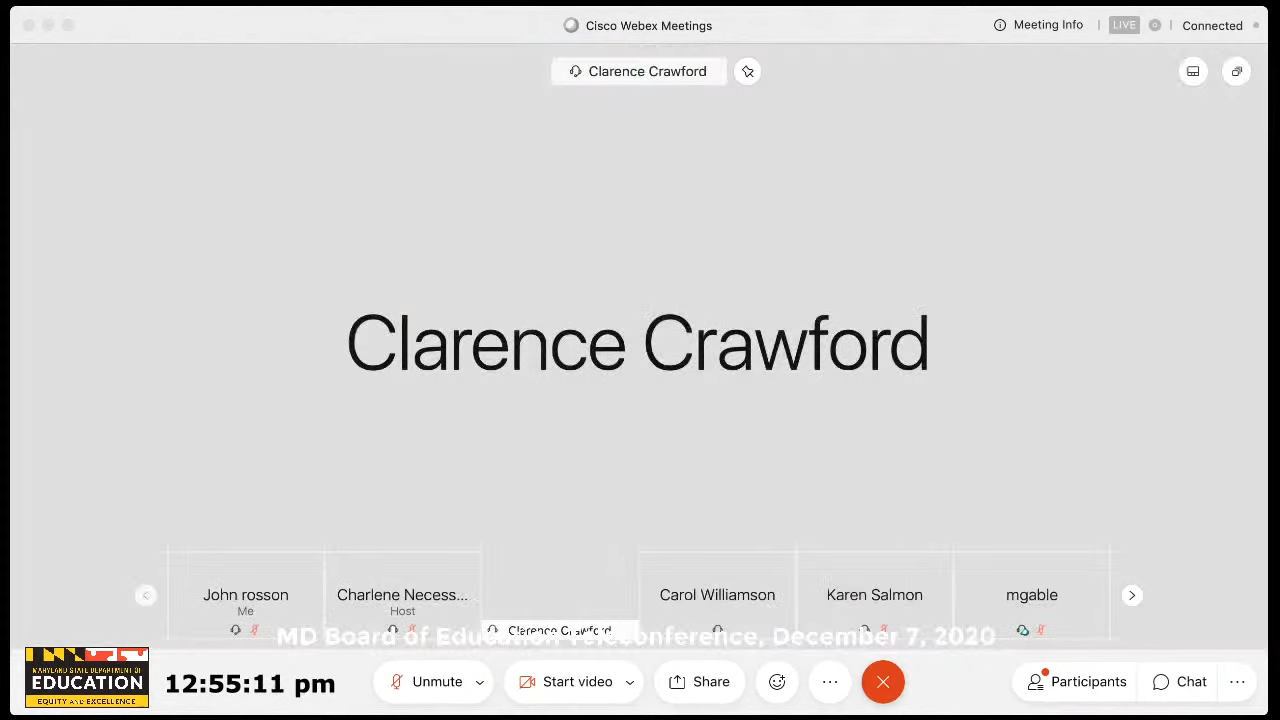 Cisco Webex Meetings
Meeting Info
LIVE
Connected
Clarence Crawford
Clarence Crawford
John rosson
Me
Charlene Necess...
Host
Clarence Crawford
Carol Williamson
Karen Salmon
mgable
MD Board of Education Teleconference, December 7, 2020
MARYLAND STATE DEPARTMENT OF
EDUCATION
EQUITY AND EXCELLENCE
12:55:11 pm
Unmute
Start video
Share
Participants
Chat